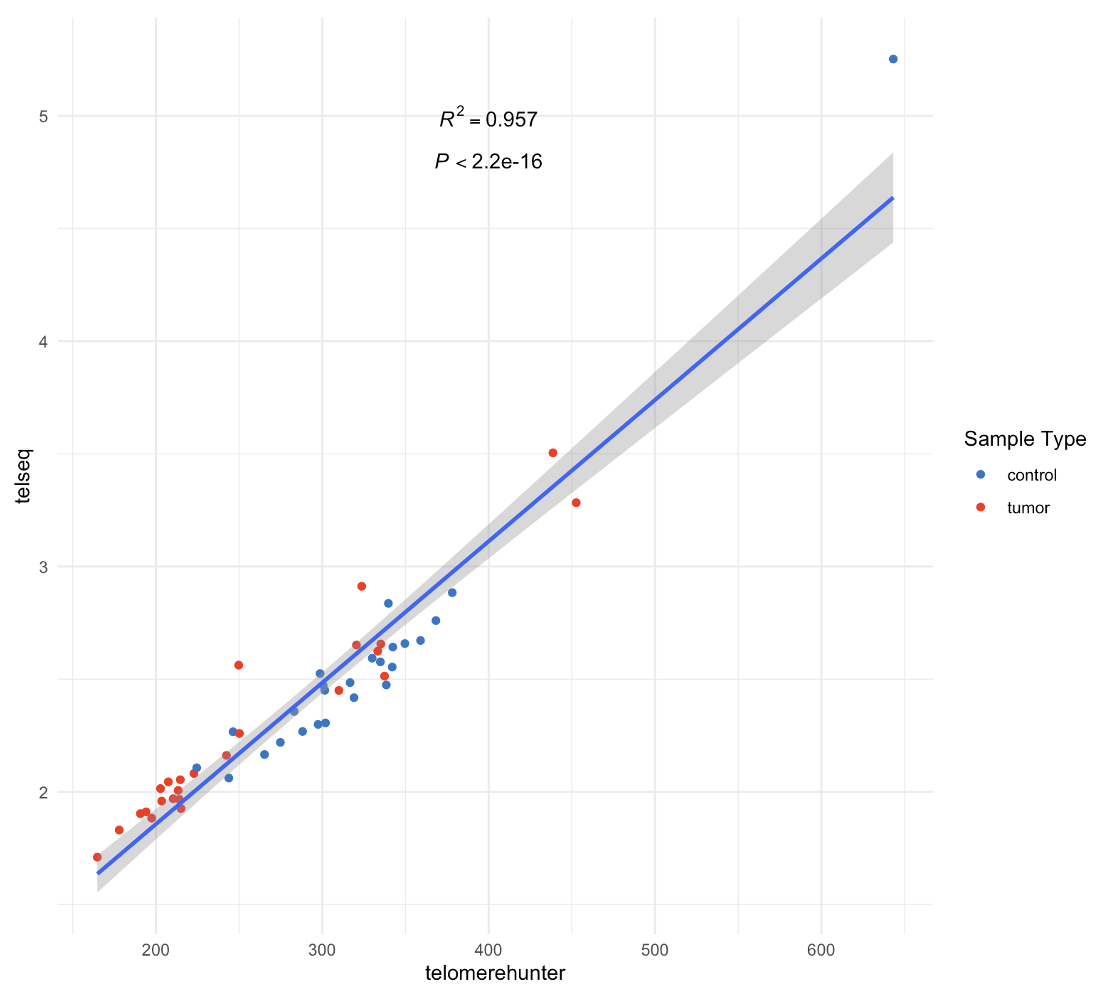 R² = 0.957
P < 2.2e-16
5
4
3
2
telseq
200 300 400 500 600
telomerehunter
Sample Type
control
tumor